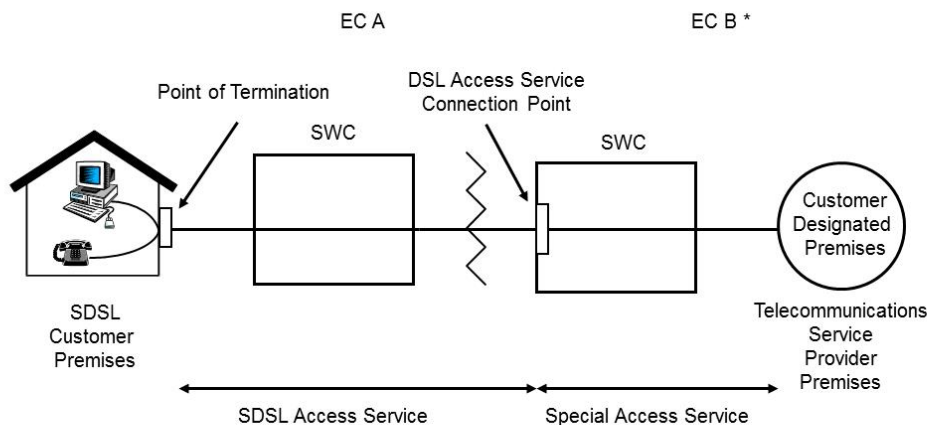 EC A
EC B *
Point of Termination
DSL Access Service
Connection Point
SWC
SWC
Customer
Designated
Premises
SDSL
Customer
Premises
Telecommunications
Service
Provider
Premises
SDSL Access Service
Special Access Service